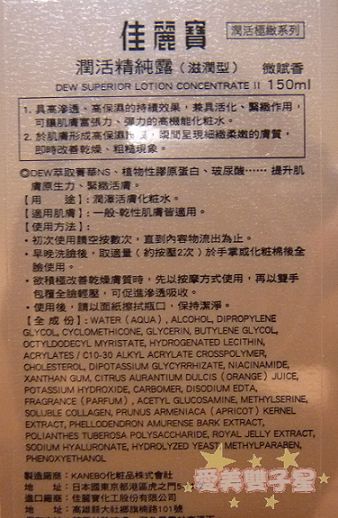 佳麗寶
潤活極緻系列
潤活精純露（滋潤型） 微賦香
DEW SUPERIOR LOTION CONCENTRATE II 150ml
1. 具高滲透、高保濕的持續效果，兼具活化、緊緻作用，
可讓肌膚富張力、彈力的高機能化粧水。
2. 於肌膚形成高保濕 瞬間呈現細緻柔嫩的膚質，
即時改善乾燥、粗糙現象。
◎DEW萃取菁華NS、植物性膠原蛋白、玻尿酸⋯⋯提升肌
膚原生力、緊緻活膚。
【用　途】：潤澤活膚化粧水。
【適用肌膚】：一般-乾性肌膚皆適用。
【使用方法】：
・初次使用請空按數次，直到內容物流出為止。
・早晚洗臉後，取適量（約按壓2次）於手掌或化粧棉後全
臉使用。
・欲積極改善乾燥膚質時，先以按摩方式使用，再以雙手
包覆全臉輕壓，可促進滲透吸收。
・使用後，請以面紙擦拭瓶口，保持潔淨。
【全成份】：WATER (AQUA), ALCOHOL, DIPROPYLENE
GLYCOL, CYCLOMETHICONE, GLYCERIN, BUTYLENE GLYCOL,
OCTYLDODECYL MYRISTATE, HYDROGENATED LECITHIN,
ACRYLATES / C10-30 ALKYL ACRYLATE CROSSPOLYMER,
CHOLESTEROL, DIPOTASSIUM GLYCYRRHIZATE, NIACINAMIDE,
XANTHAN GUM, CITRUS AURANTIUM DULCIS (ORANGE) JUICE,
POTASSIUM HYDROXIDE, CARBOMER, DISODIUM EDTA,
FRAGRANCE (PARFUM), ACETYL GLUCOSAMINE, METHYLSERINE,
SOLUBLE COLLAGEN, PRUNUS ARMENIACA (APRICOT) KERNEL
EXTRACT, PHELLODENDRON AMURENSE BARK EXTRACT,
POLIANTHES TUBEROSA POLYSACCHARIDE, ROYAL JELLY EXTRACT,
SODIUM HYALURONATE, HYDROLYZED YEAST, METHYLPARABEN,
PHENOXYETHANOL
製造廠商：KANEBO化粧品株式會社
地　址：日本國東京都港區虎之門5
進口廠商：佳麗寶化工股份有限公司
地　址：高雄縣大社鄉旗楠路101號
愛美雙子星